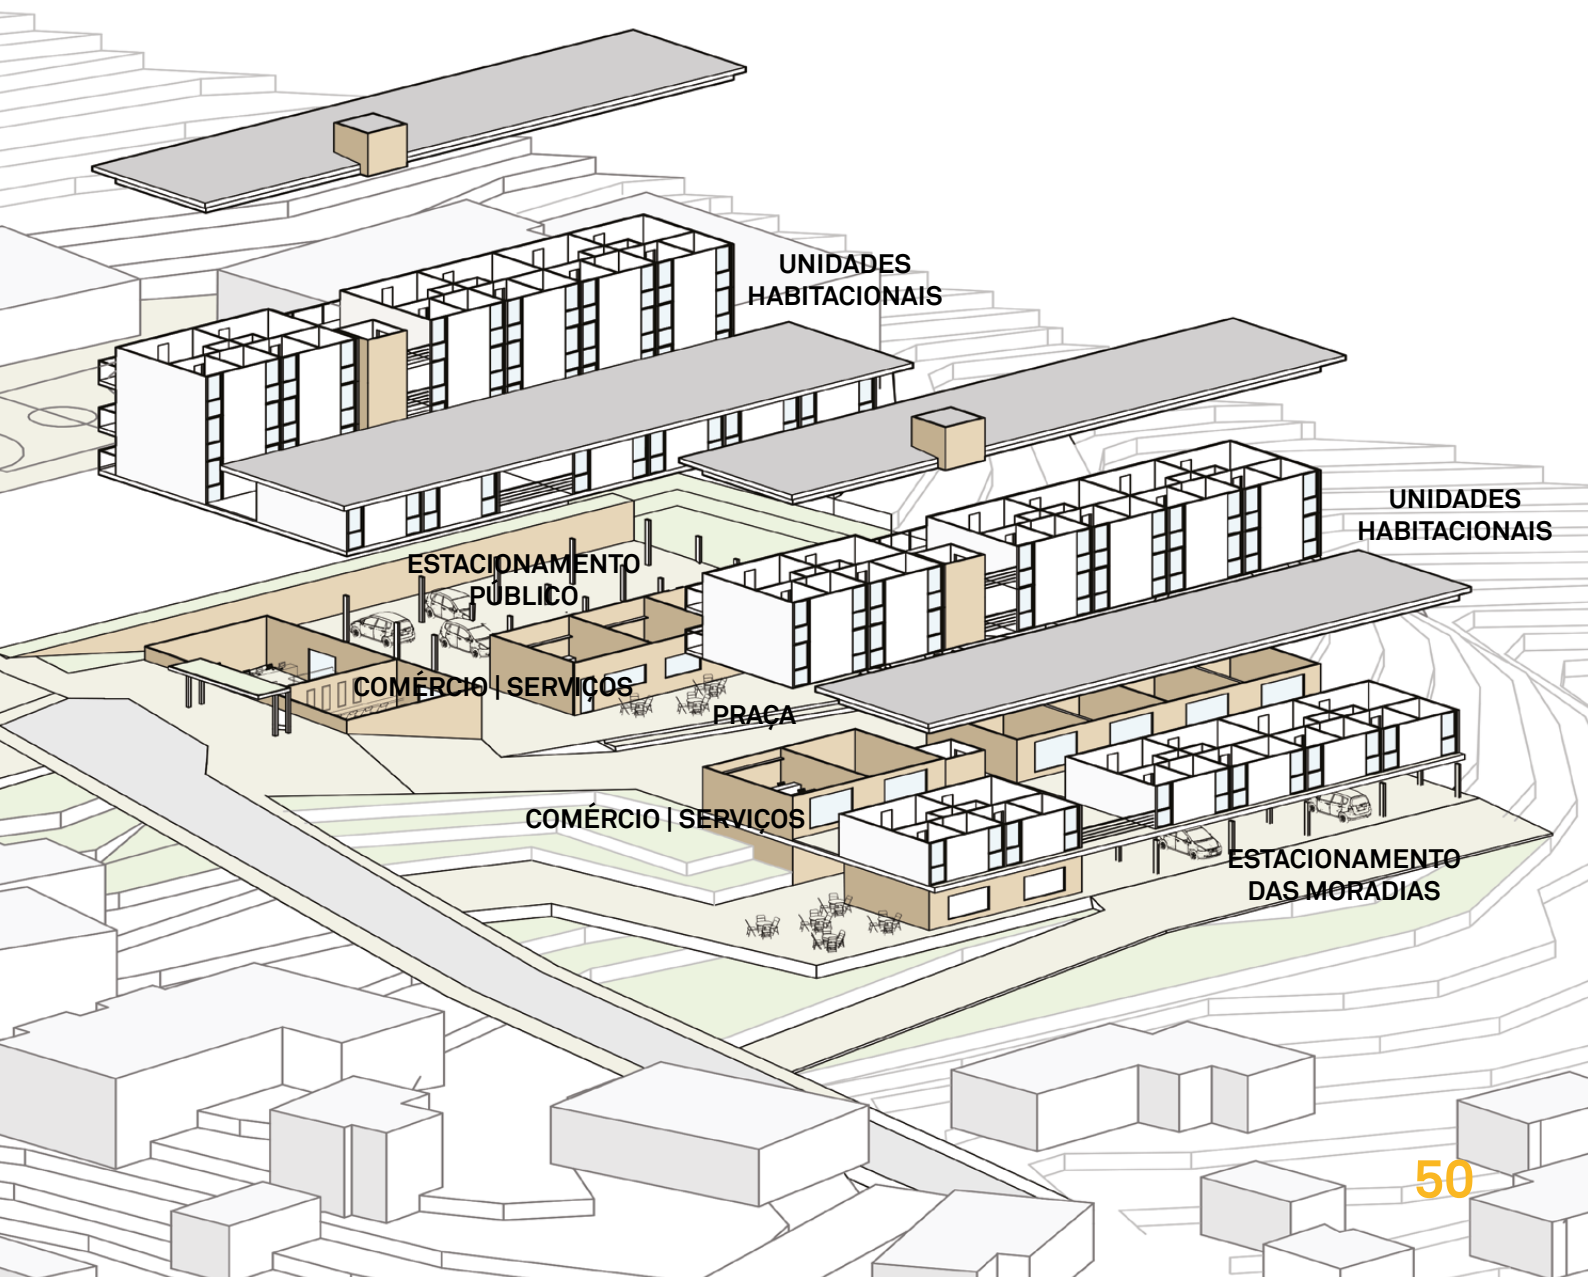 UNIDADES
HABITACIONAIS
UNIDADES
HABITACIONAIS
ESTACIONAMENTO
PÚBLICO
COMÉRCIO | SERVIÇOS
PRAÇA
COMÉRCIO | SERVIÇOS
ESTACIONAMENTO
DAS MORADIAS
50